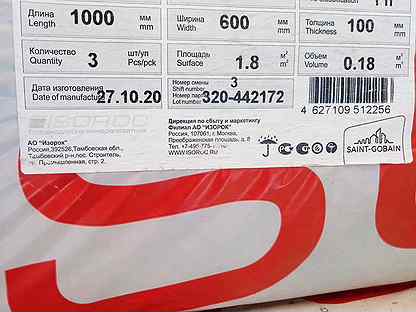 Длина Length 1000 мм mm
Ширина Width 600 мм mm
Толщина Thickness 100 мм mm
Количество Quantity 3 шт/уп Pcs/pck
Площадь Surface 1.8 м² m²
Объем Volume 0.18 м³ m³
Дата изготовления Date of manufacture 27.10.20
Номер смены Shift number 3
Номер партии Lot number 320-442172
4 627109 512256
ISOROC
АО "Изорок"
Россия,392526,Тамбовская обл.,
Тамбовский р-н,пос. Строитель,
ул. Промышленная, стр. 2.
Дирекция по сбыту и маркетингу
Филиал АО "ИЗОРОК"
Россия, 107061, г. Москва,
Преображенская площадь, д. 8
Тел. +7-495-775-
WWW.ISOROC.RU
SAINT-GOBAIN